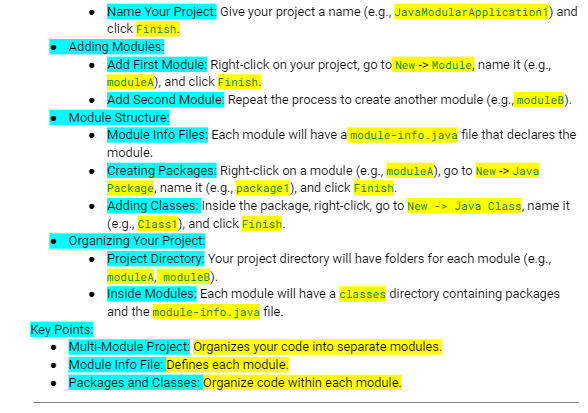 ● Name Your Project: Give your project a name (e.g., JavaModularApplication1) and
click Finish.
● Adding Modules:
● Add First Module: Right-click on your project, go to New -> Module, name it (e.g.,
moduleA), and click Finish.
● Add Second Module: Repeat the process to create another module (e.g., moduleB).
● Module Structure:
● Module Info Files: Each module will have a module-info.java file that declares the
module.
● Creating Packages: Right-click on a module (e.g., moduleA), go to New -> Java
Package, name it (e.g., package1), and click Finish.
● Adding Classes: Inside the package, right-click, go to New -> Java Class, name it
(e.g., Class1), and click Finish.
● Organizing Your Project:
● Project Directory: Your project directory will have folders for each module (e.g.,
moduleA, moduleB).
● Inside Modules: Each module will have a classes directory containing packages
and the module-info.java file.
Key Points:
● Multi-Module Project: Organizes your code into separate modules.
● Module Info File: Defines each module.
● Packages and Classes: Organize code within each module.